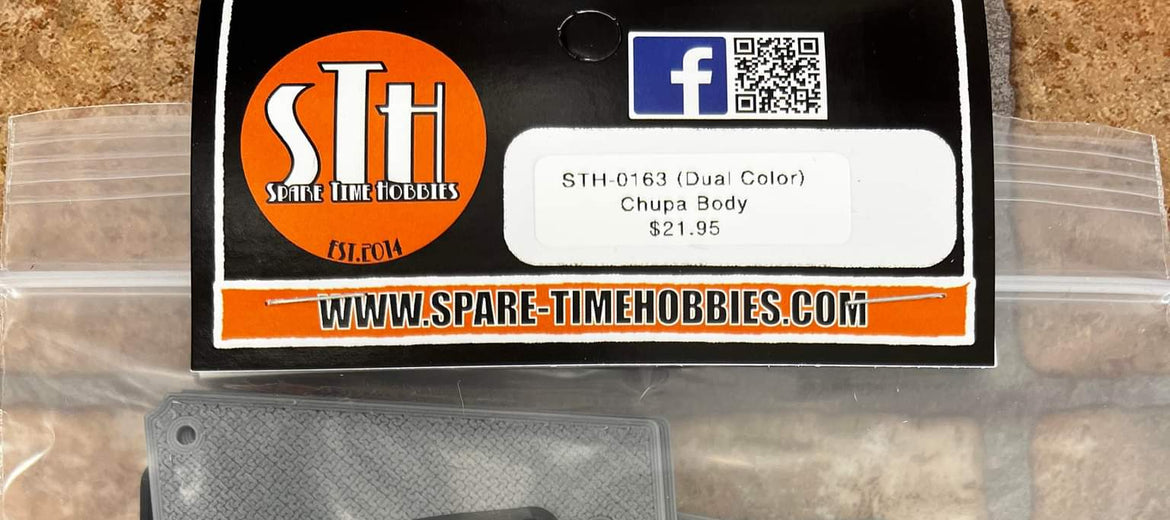 STH
SPARE TIME HOBBIES
EST.2014
f
STH-0163 (Dual Color)
Chupa Body
$21.95
WWW.SPARE-TIMEHOBBIES.COM